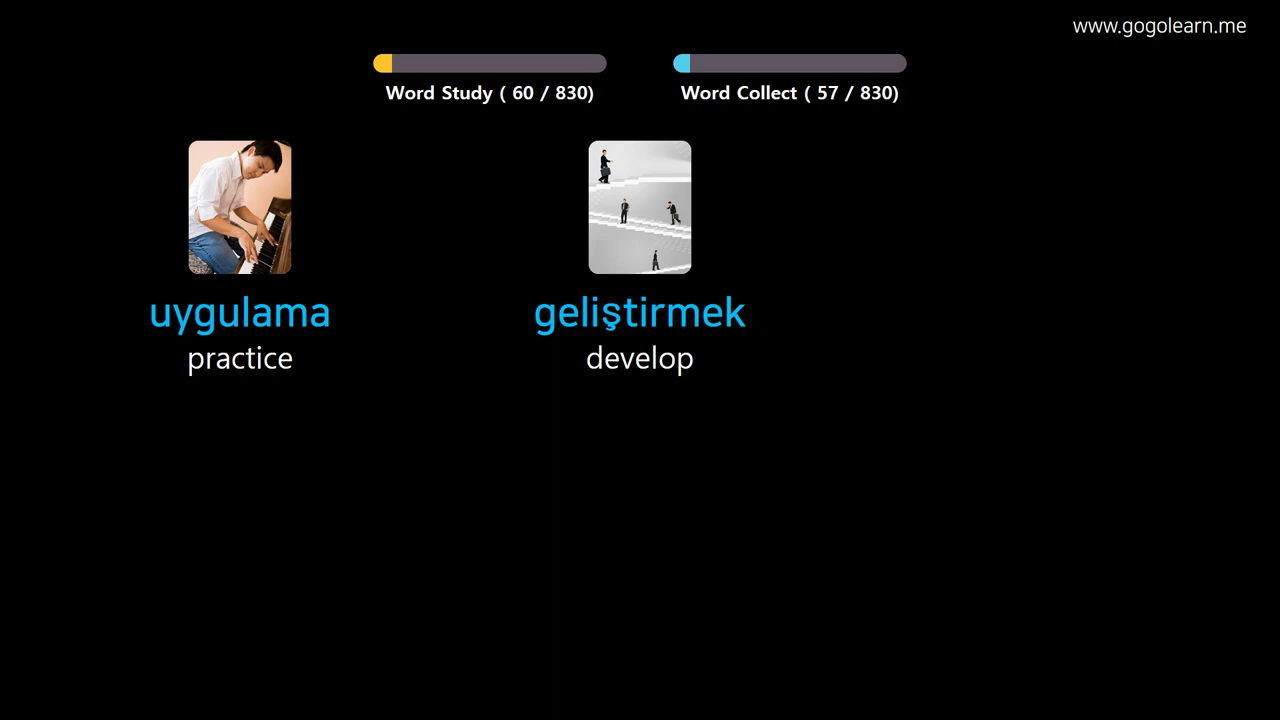 www.gogolearn.me
Word Study ( 60 / 830)
Word Collect ( 57 / 830)
uygulama
practice
geliştirmek
develop